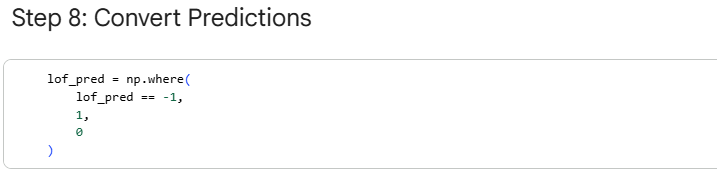 Step 8: Convert Predictions
lof_pred = np.where(
    lof_pred == -1,
    1,
    0
)